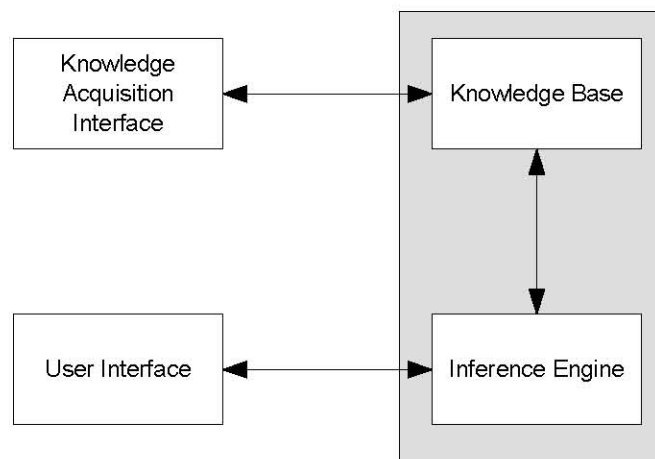 Knowledge
Acquisition
Interface
Knowledge Base
User Interface
Inference Engine